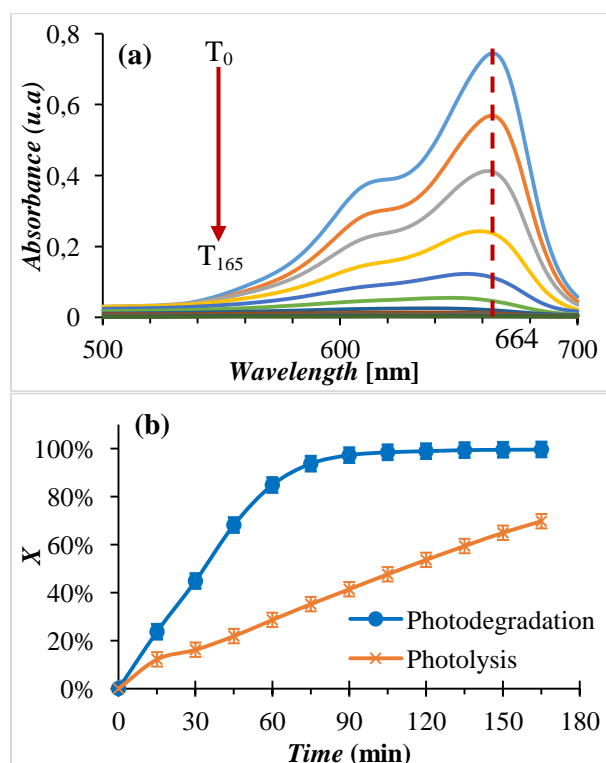 (a)
T0
T165
Absorbance (u.a)
0,8
0,6
0,4
0,2
0
500
600
664
700
Wavelength [nm]
(b)
X
100%
80%
60%
40%
20%
0%
Photodegradation
Photolysis
0
30
60
90
120
150
180
Time (min)